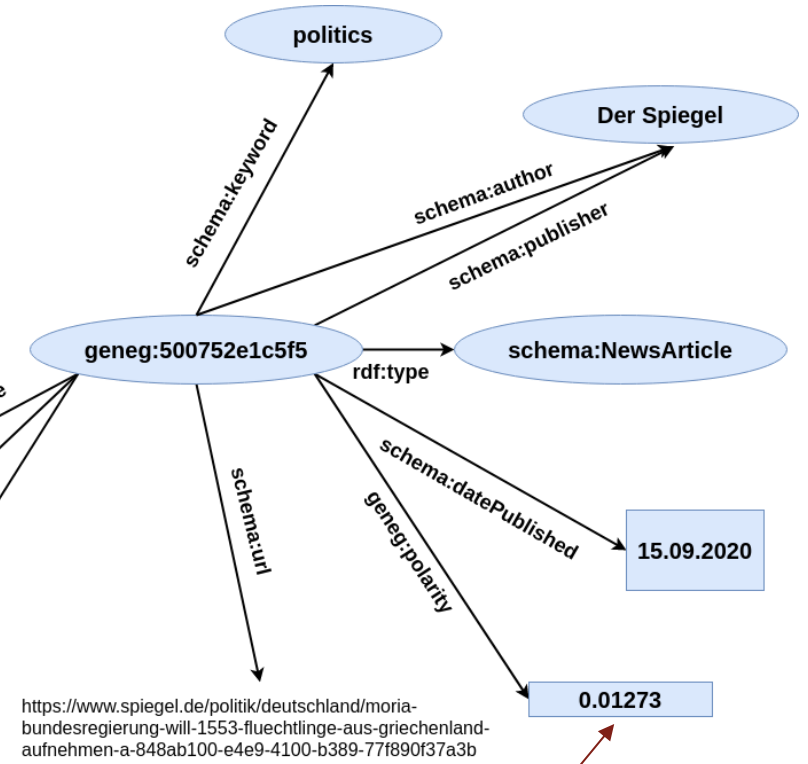 politics
Der Spiegel
schema:keyword
schema:author
schema:publisher
geneg:500752e1c5f5
rdf:type
schema:NewsArticle
schema:url
geneg:polarity
schema:datePublished
15.09.2020
0.01273
https://www.spiegel.de/politik/deutschland/moria-
bundesregierung-will-1553-fluechtlinge-aus-griechenland-
aufnehmen-a-848ab100-e4e9-4100-b389-77f890f37a3b